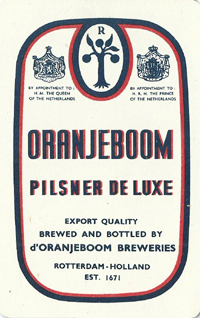 R
BY APPOINTMENT TO
H. M. THE QUEEN
OF THE NETHERLANDS
BY APPOINTMENT TO
H. R. H. THE PRINCE
OF THE NETHERLANDS
ORANJEBOOM
PILSNER DE LUXE
EXPORT QUALITY
BREWED AND BOTTLED BY
d'ORANJEBOOM BREWERIES
ROTTERDAM-HOLLAND
EST. 1671